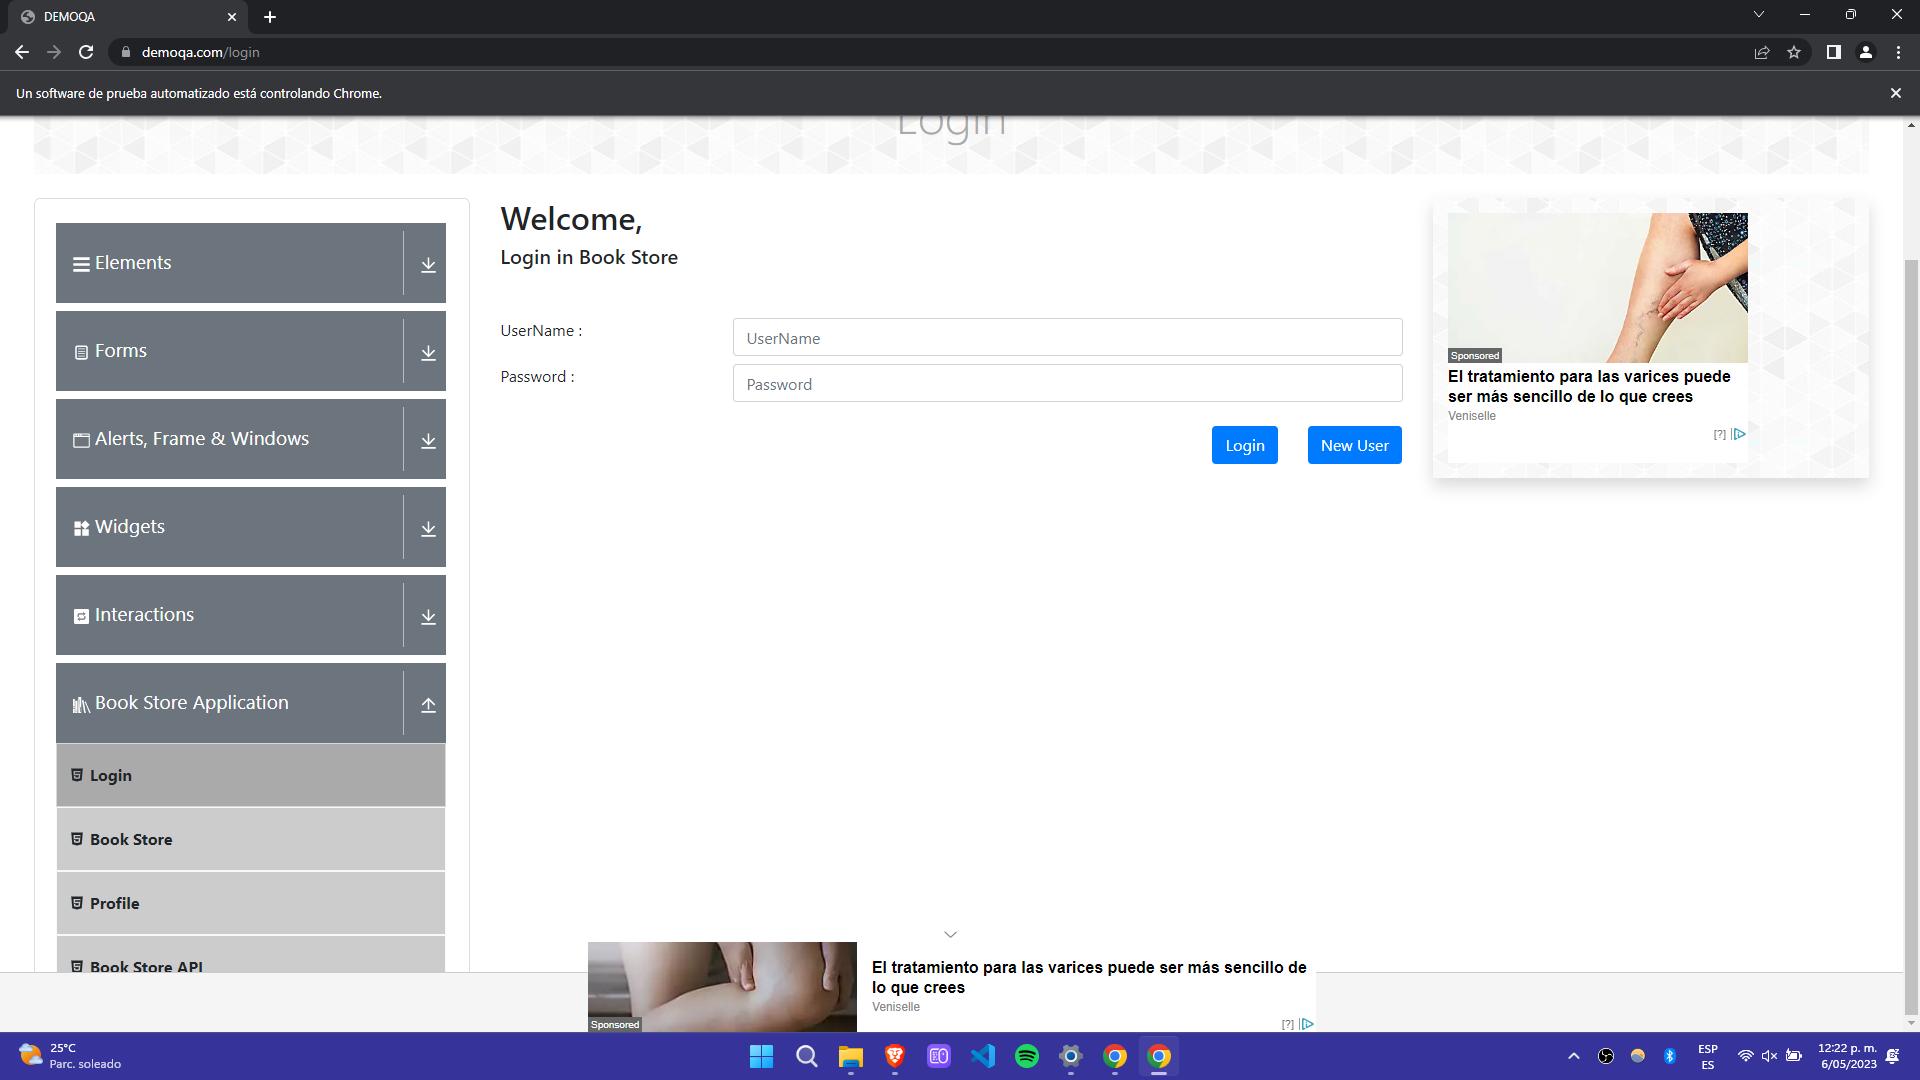 DEMOQA
demoqa.com/login
Un software de prueba automatizado está controlando Chrome.
Login
Welcome,
Login in Book Store
Elements
Forms
Alerts, Frame & Windows
Widgets
Interactions
Book Store Application
Login
Book Store
Profile
Book Store API
UserName :
UserName
Password :
Password
Login
New User
Sponsored
El tratamiento para las varices puede
ser más sencillo de lo que crees
Veniselle
[?]
Sponsored
El tratamiento para las varices puede ser más sencillo de
lo que crees
Veniselle
[?]
25°C
Parc. soleado
ESP
ES
12:22 p. m.
6/05/2023